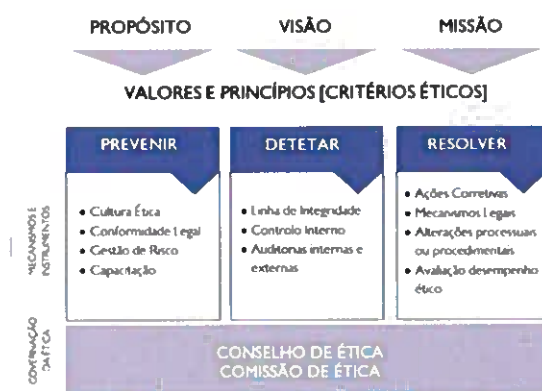 PROPÓSITO
VISÃO
MISSÃO
VALORES E PRINCÍPIOS [CRITÉRIOS ÉTICOS]
MECANISMOS E
INSTRUMENTOS
PREVENIR
• Cultura Ética
• Conformidade Legal
• Gestão de Risco
• Capacitação
DETETAR
• Linha de Integridade
• Controlo Interno
• Auditorias internas e
externas
RESOLVER
• Ações Corretivas
• Mecanismos Legais
• Alterações processuais
ou procedimentais
• Avaliação desempenho
ético
GOVERNAÇÃO
DA ÉTICA
CONSELHO DE ÉTICA
COMISSÃO DE ÉTICA